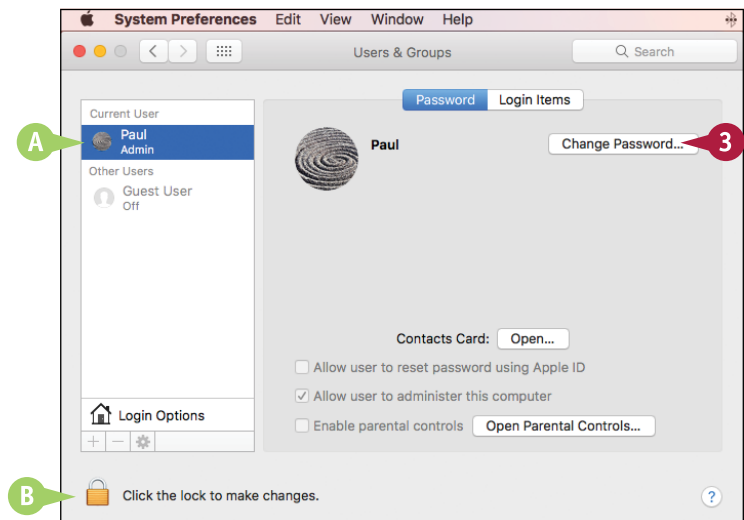 System Preferences Edit View Window Help
Users & Groups
Search
Password Login Items
Current User
Paul
Admin
Other Users
Guest User
Off
Paul
Change Password...
Contacts Card: Open...
Allow user to reset password using Apple ID
Allow user to administer this computer
Enable parental controls Open Parental Controls...
Login Options
Click the lock to make changes.
?
A
3
B